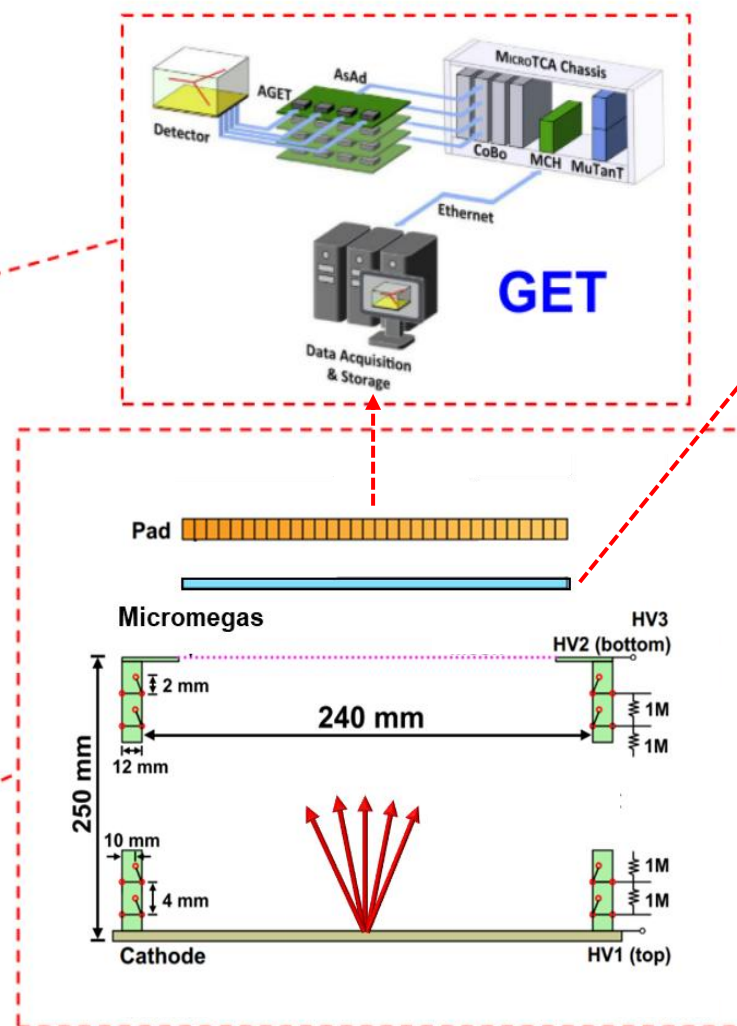 MicroTCA Chassis
AsAd
AGET
Detector
CoBo
MCH
MuTanT
Ethernet
GET
Data Acquisition
& Storage
Pad
Micromegas
HV3
HV2 (bottom)
2 mm
240 mm
1M
1M
12 mm
250 mm
10 mm
4 mm
1M
1M
Cathode
HV1 (top)